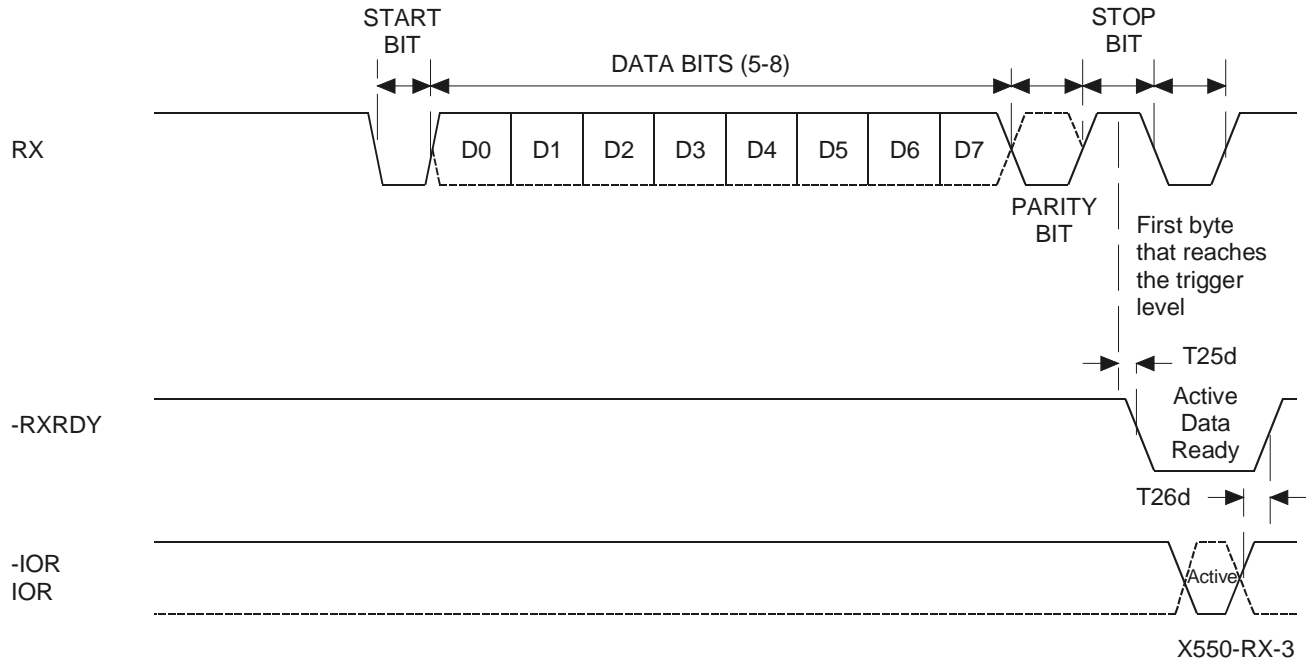 START
BIT
STOP
BIT
DATA BITS (5-8)
RX
D0 D1 D2 D3 D4 D5 D6 D7
PARITY
BIT
First byte
that reaches
the trigger
level
T25d
-RXRDY
Active
Data
Ready
T26d
-IOR
IOR
Active
X550-RX-3